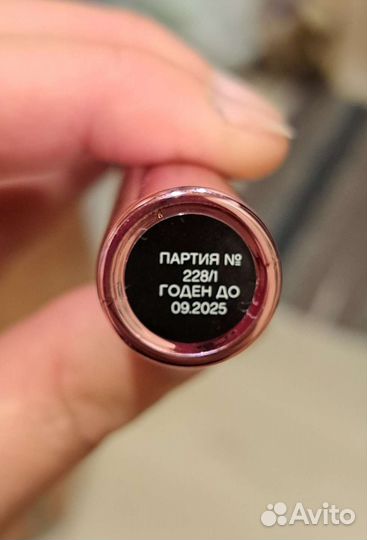 ПАРТИЯ №
228/1
ГОДЕН ДО
09.2025
Avito